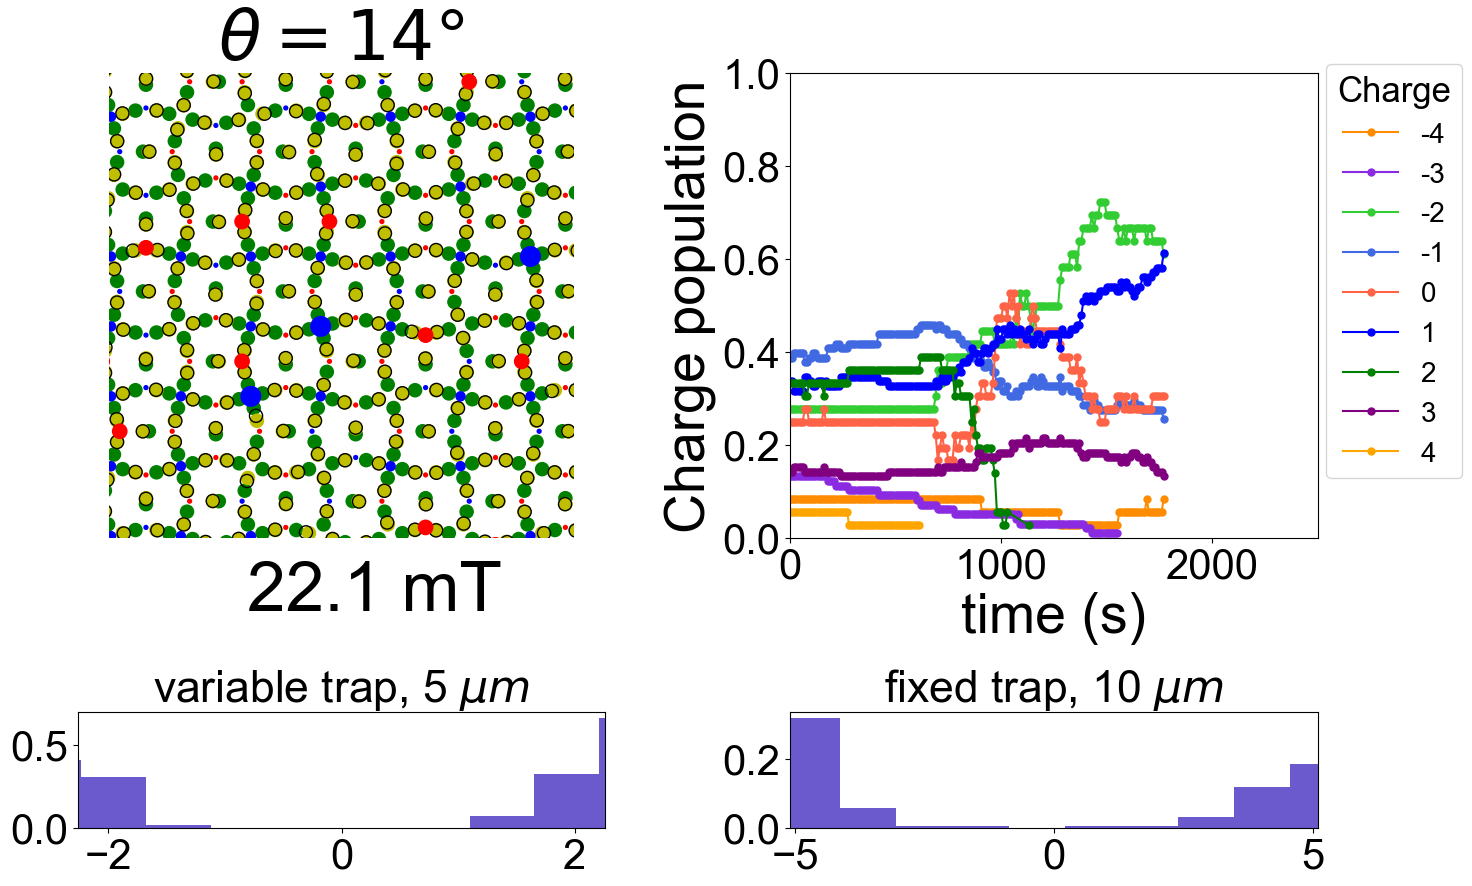 θ = 14°
22.1 mT
Charge population
1.0
0.8
0.6
0.4
0.2
0.0
0 1000 2000
time (s)
Charge
-4
-3
-2
-1
0
1
2
3
4
variable trap, 5 μm
0.5
0.0
−2 0 2
fixed trap, 10 μm
0.2
0.0
−5 0 5